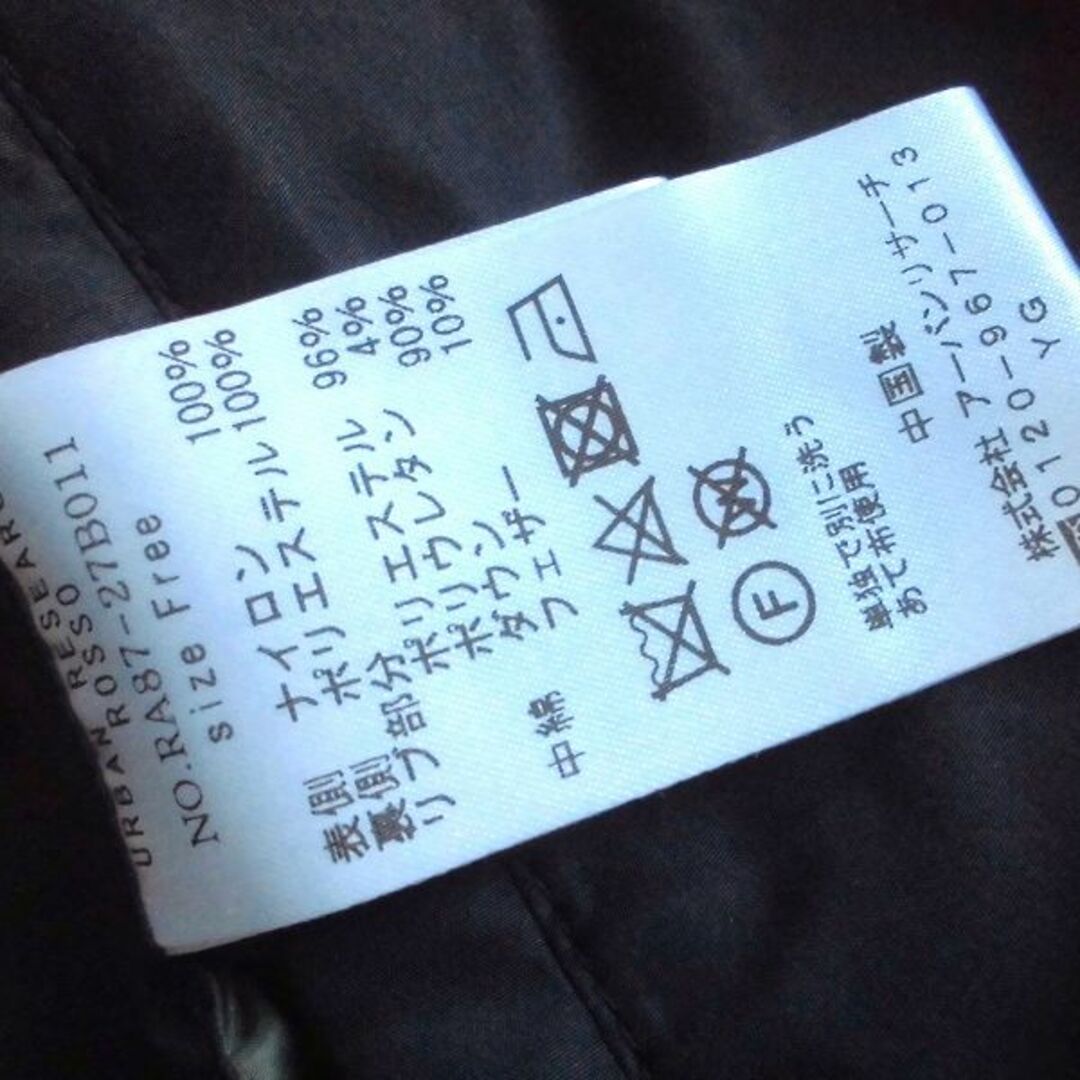 URBAN RESEARC
URBAN ROSSO
NO.RA87-27B011
size Free
表側 ナイロン 100%
裏側 ポリエステル 100%
リブ部分
ポリエステル 96%
ポリウレタン 4%
中綿 ダウン 90%
フェザー 10%
F
単独で別に洗う
あて布使用
中国製
株式会社 アーバンリサーチ
0120-967-013
YG